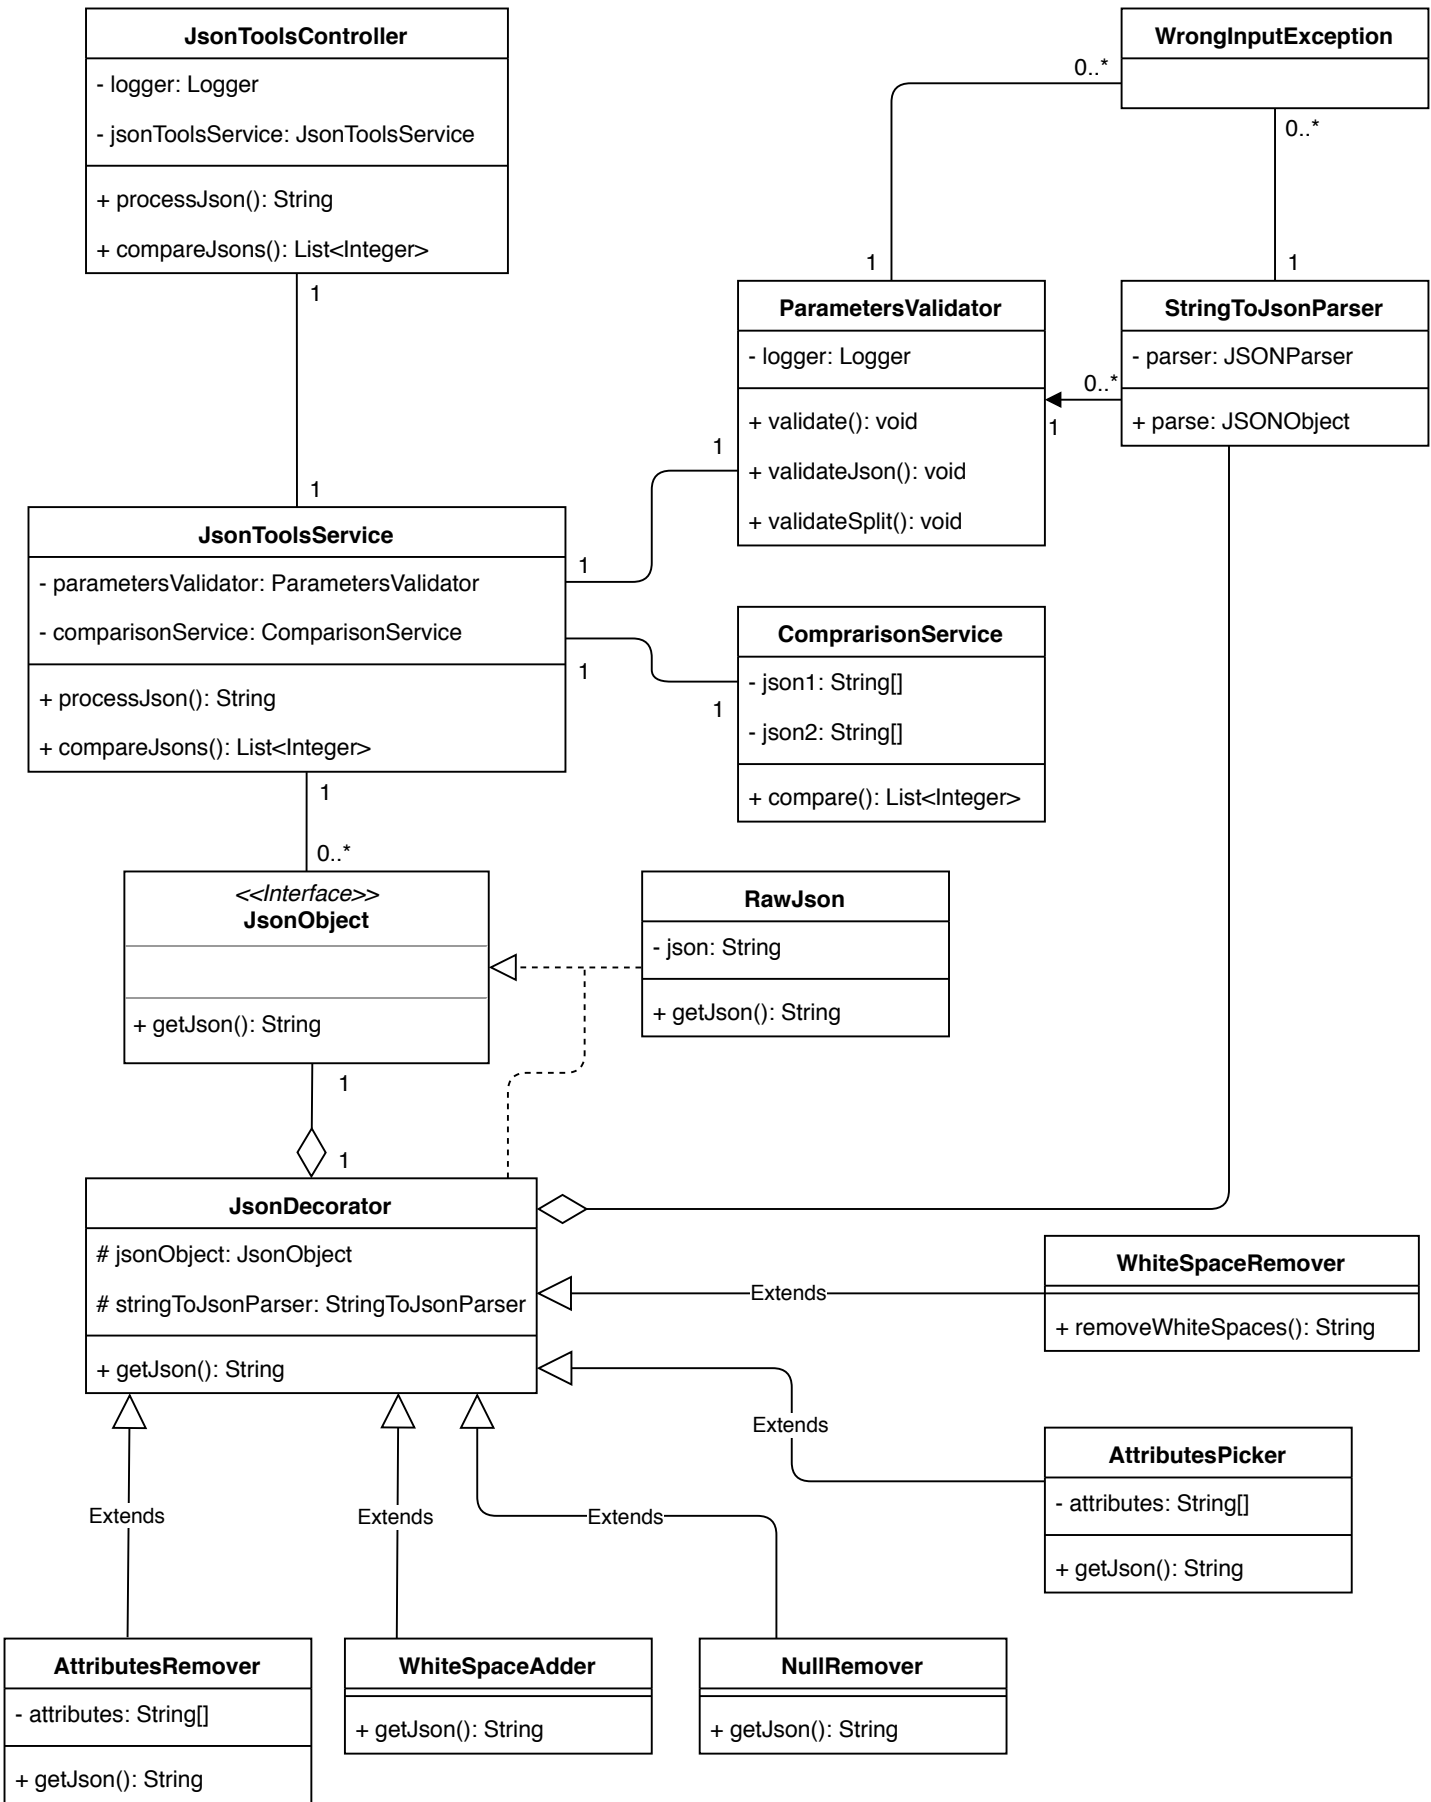 JsonToolsController
- logger: Logger
- jsonToolsService: JsonToolsService
+ processJson(): String
+ compareJsons(): List<Integer>
WrongInputException
0..*
0..*
1
1
1
1
ParametersValidator
- logger: Logger
+ validate(): void
+ validateJson(): void
+ validateSplit(): void
StringToJsonParser
- parser: JSONParser
+ parse: JSONObject
0..*
1
1
1
JsonToolsService
- parametersValidator: ParametersValidator
- comparisonService: ComparisonService
+ processJson(): String
+ compareJsons(): List<Integer>
1
1
ComprarisonService
- json1: String[]
- json2: String[]
+ compare(): List<Integer>
1
0..*
<<Interface>>
JsonObject
+ getJson(): String
RawJson
- json: String
+ getJson(): String
1
1
JsonDecorator
# jsonObject: JsonObject
# stringToJsonParser: StringToJsonParser
+ getJson(): String
Extends
WhiteSpaceRemover
+ removeWhiteSpaces(): String
Extends
AttributesPicker
- attributes: String[]
+ getJson(): String
Extends
Extends
Extends
AttributesRemover
- attributes: String[]
+ getJson(): String
WhiteSpaceAdder
+ getJson(): String
NullRemover
+ getJson(): String